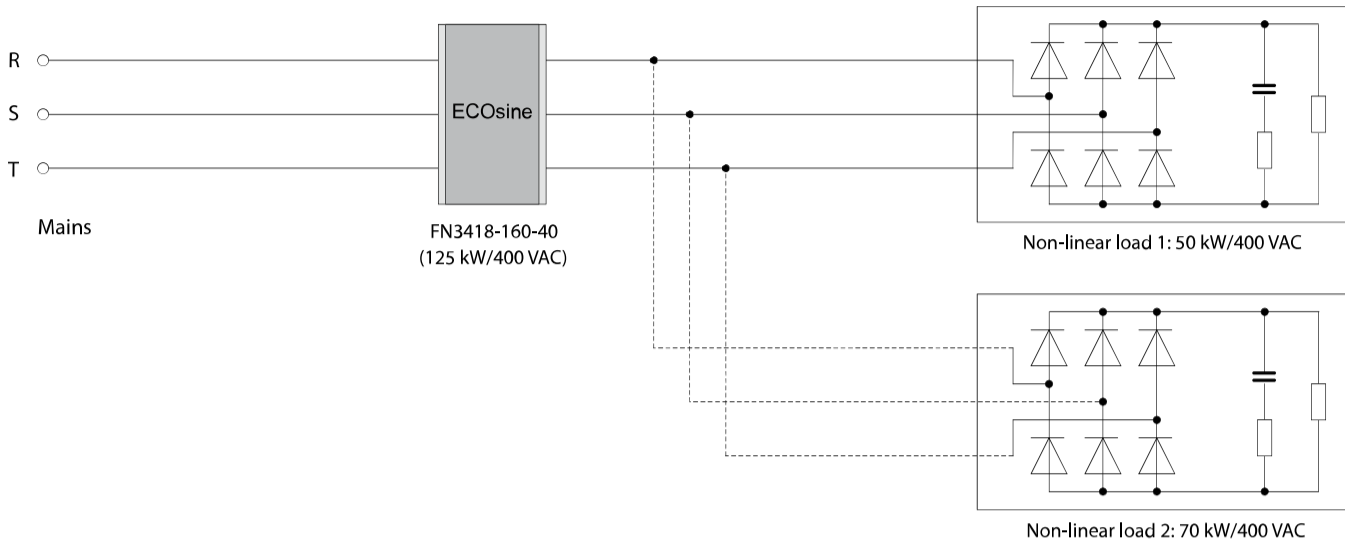 R
S
T
Mains
ECOsine
FN3418-160-40
(125 kW/400 VAC)
Non-linear load 1: 50 kW/400 VAC
Non-linear load 2: 70 kW/400 VAC